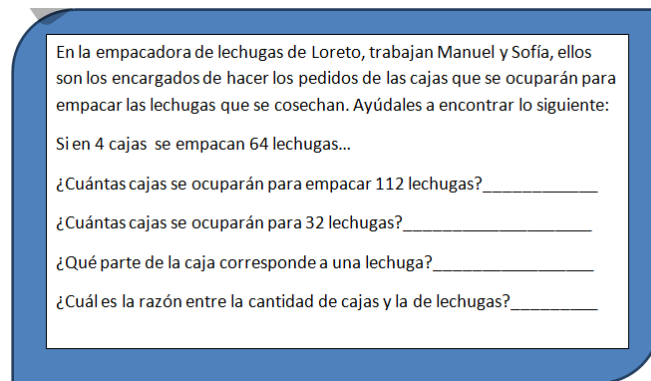 En la empacadora de lechugas de Loreto, trabajan Manuel y Sofía, ellos
son los encargados de hacer los pedidos de las cajas que se ocuparán para
empacar las lechugas que se cosechan. Ayúdales a encontrar lo siguiente:
Si en 4 cajas se empacan 64 lechugas...
¿Cuántas cajas se ocuparán para empacar 112 lechugas?____________
¿Cuántas cajas se ocuparán para 32 lechugas?____________________
¿Qué parte de la caja corresponde a una lechuga?_________________
¿Cuál es la razón entre la cantidad de cajas y la de lechugas?_________